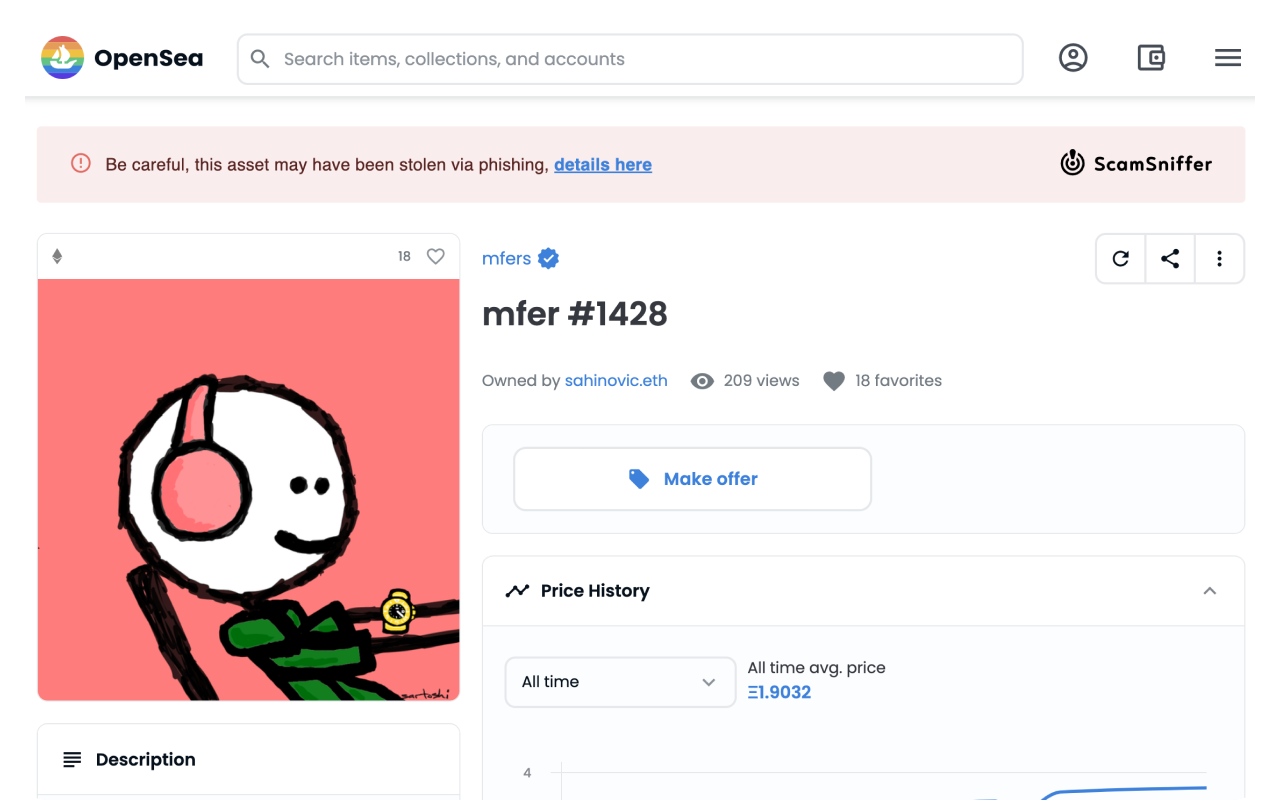 OpenSea
Search items, collections, and accounts
Be careful, this asset may have been stolen via phishing, details here
ScamSniffer
18
mfers
mfer #1428
Owned by sahinovic.eth 209 views 18 favorites
Make offer
Price History
All time
All time avg. price
Ξ1.9032
sartoshi
Description
4